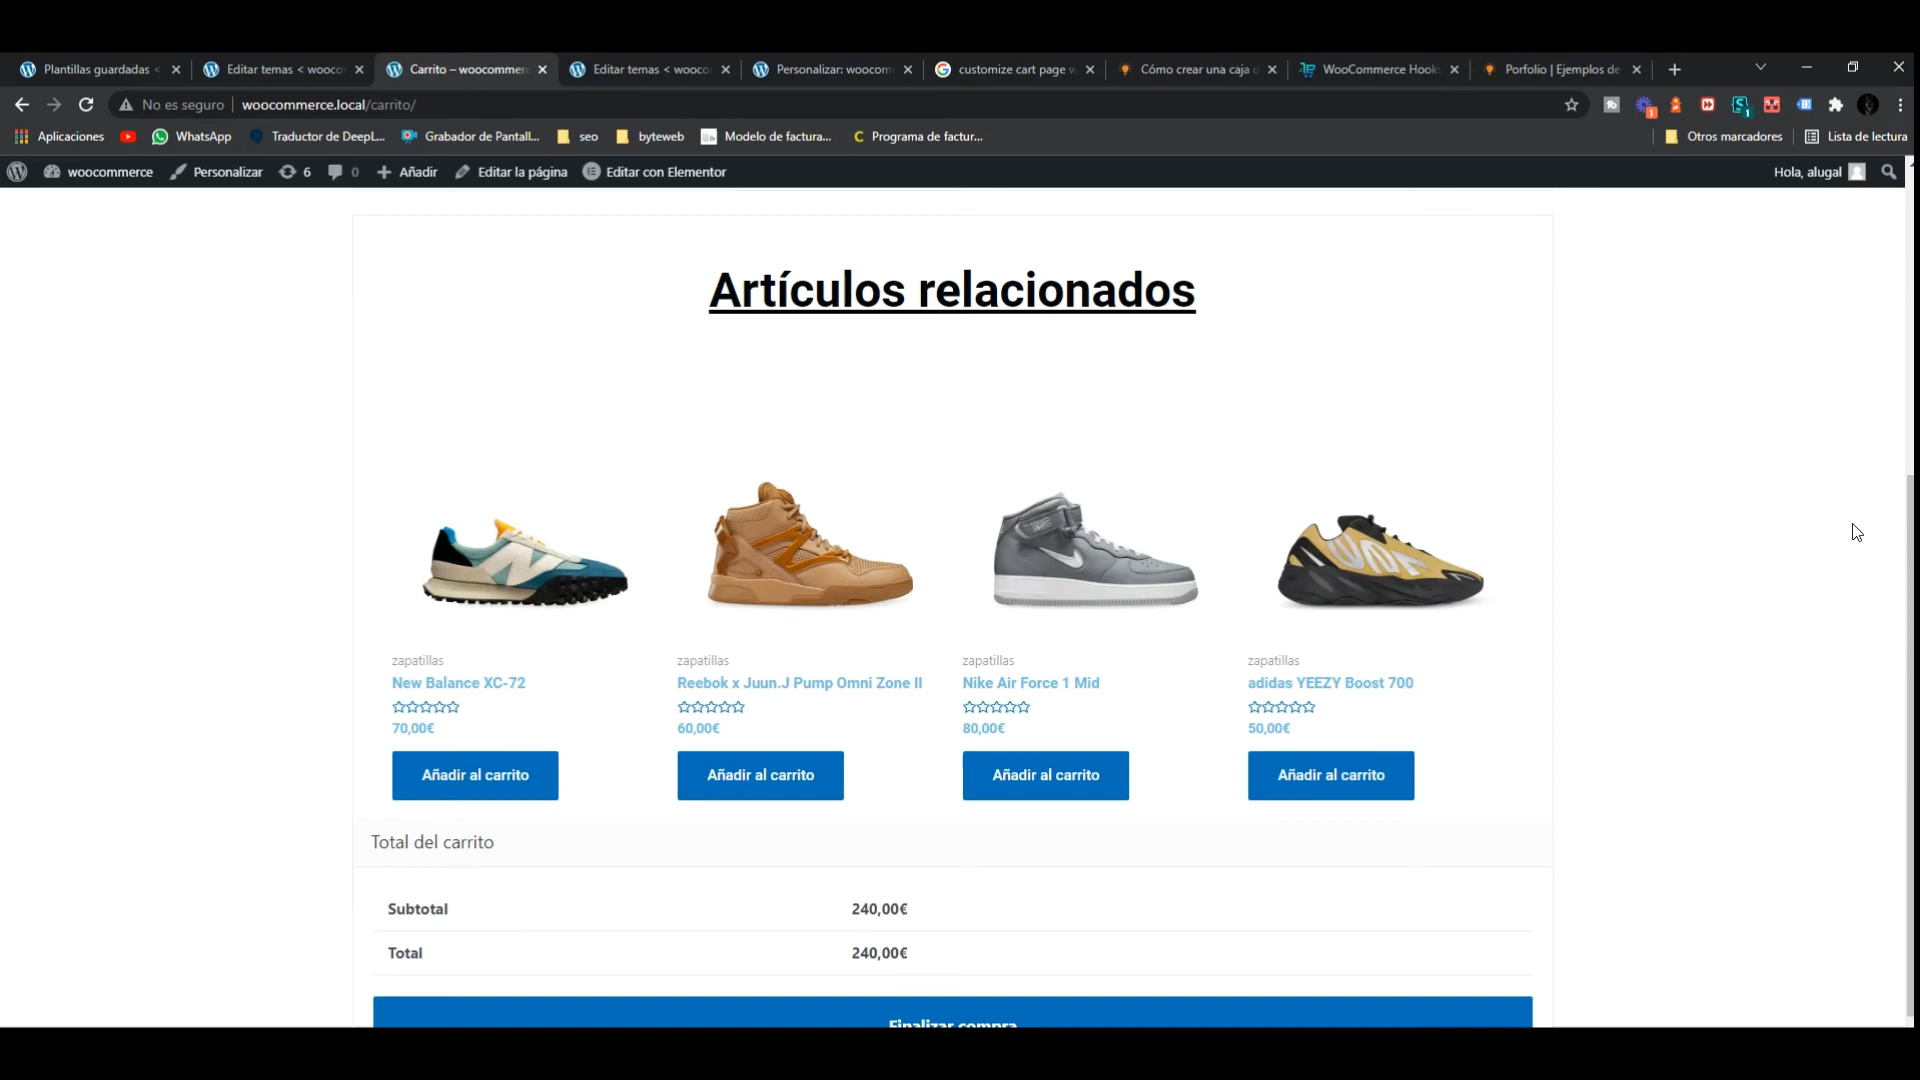 Plantillas guardadas <
Editar temas < wooco
Carrito – woocommer
Editar temas < wooco
Personalizar: woocom
customize cart page w
Cómo crear una caja d
WooCommerce Hook
Porfolio | Ejemplos de
No es seguro
woocommerce.local/carrito/
Aplicaciones
WhatsApp
Traductor de DeepL...
Grabador de Pantall...
seo
byteweb
Modelo de factura...
Programa de factur...
Otros marcadores
Lista de lectura
woocommerce
Personalizar
6
0
Añadir
Editar la página
Editar con Elementor
Hola, alugal
Artículos relacionados
zapatillas
New Balance XC-72
70,00€
Añadir al carrito
zapatillas
Reebok x Juun.J Pump Omni Zone II
60,00€
Añadir al carrito
zapatillas
Nike Air Force 1 Mid
80,00€
Añadir al carrito
zapatillas
adidas YEEZY Boost 700
50,00€
Añadir al carrito
Total del carrito
Subtotal 240,00€
Total 240,00€
Finalizar compra